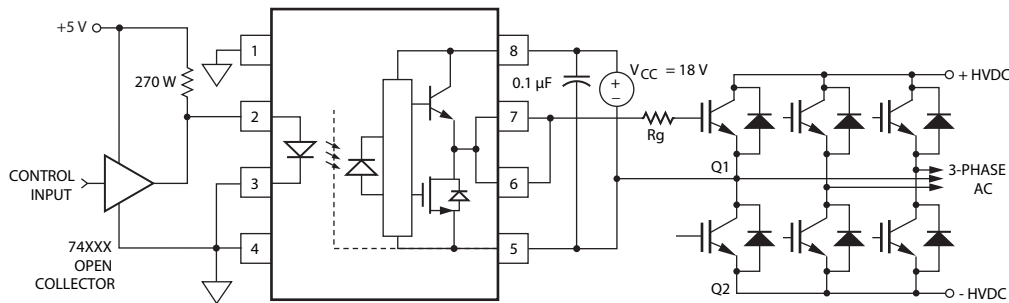 +5 V
270 W
CONTROL
INPUT
74XXX
OPEN
COLLECTOR
1
2
3
4
8
7
6
5
0.1 µF
VCC = 18 V
+
−
Rg
Q1
Q2
+ HVDC
3-PHASE
AC
- HVDC